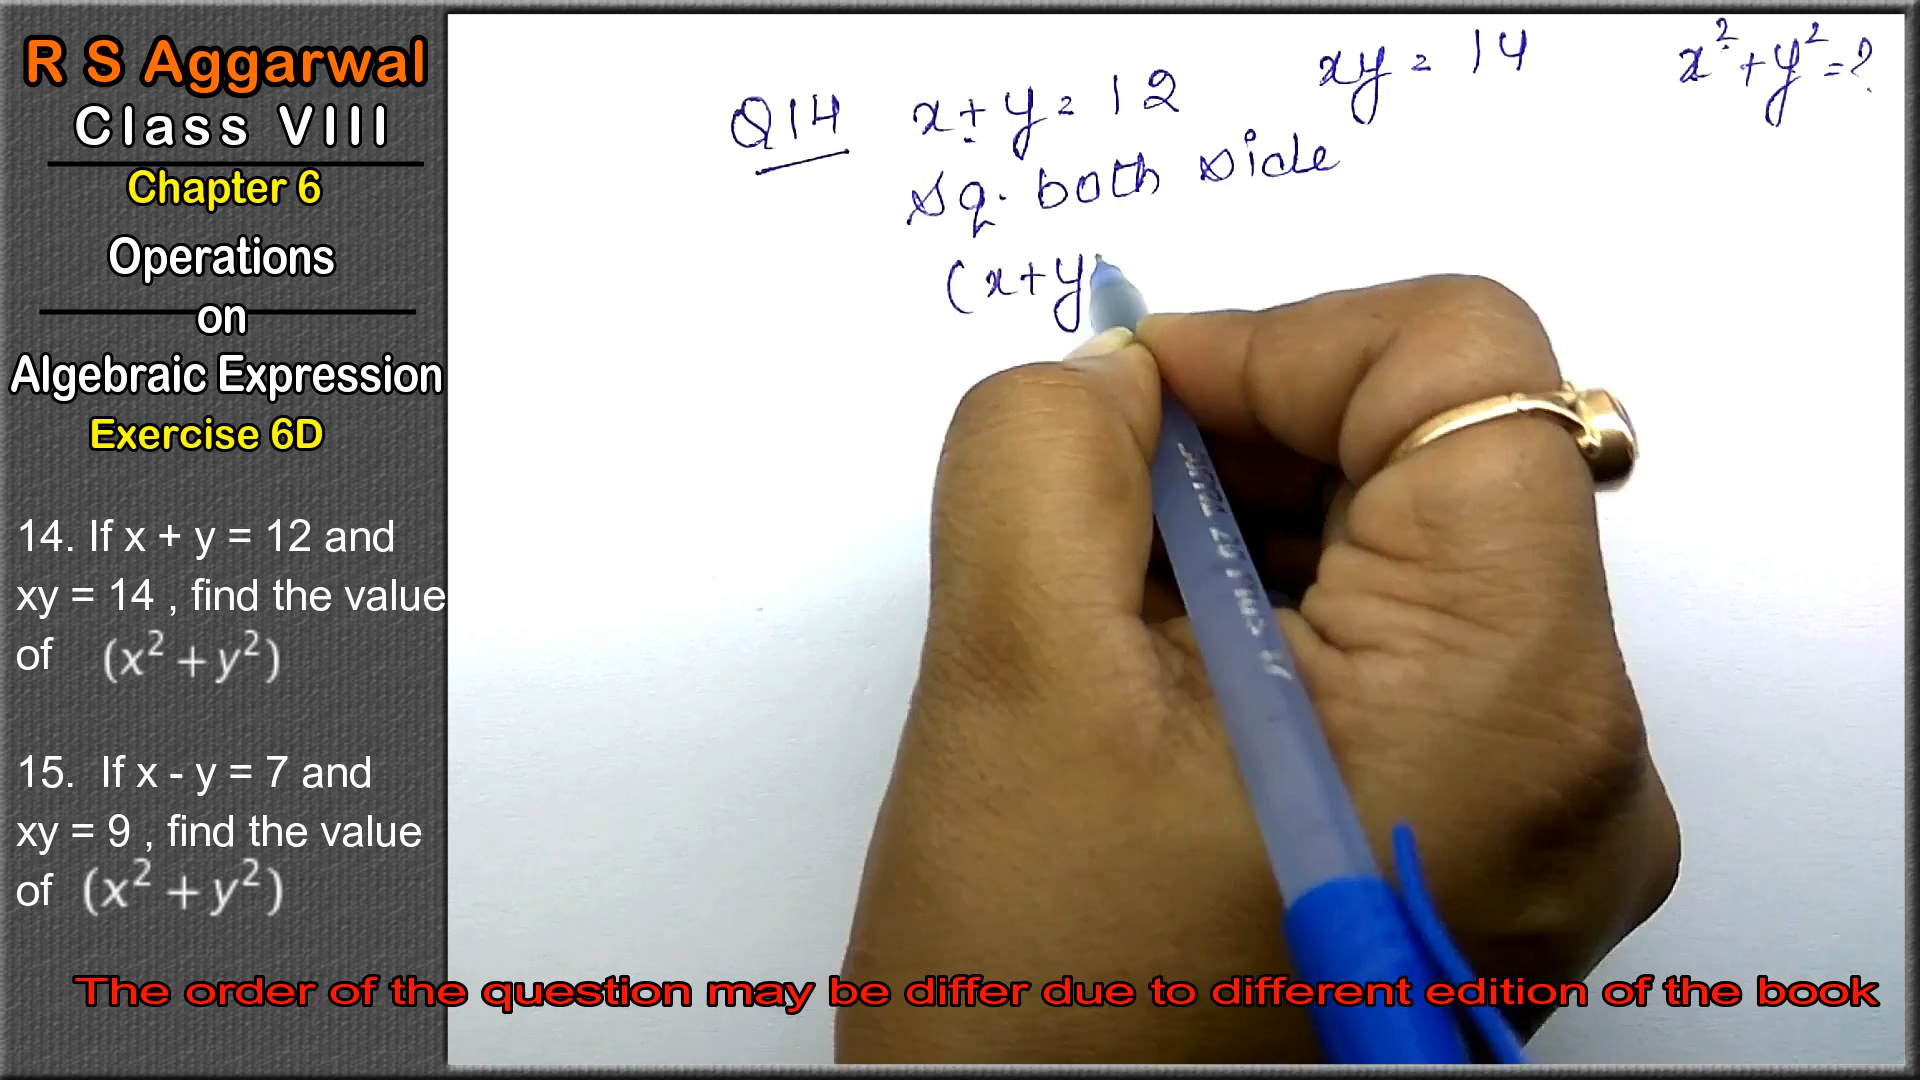 R S Aggarwal
Class VIII
Chapter 6
Operations
on
Algebraic Expression
Exercise 6D
14. If x + y = 12 and
xy = 14 , find the value
of (x² + y²)
15. If x - y = 7 and
xy = 9 , find the value
of (x² + y²)
Q14 x + y = 12 xy = 14 x² + y² = ?
Sq. both side
(x+y
The order of the question may be differ due to different edition of the book